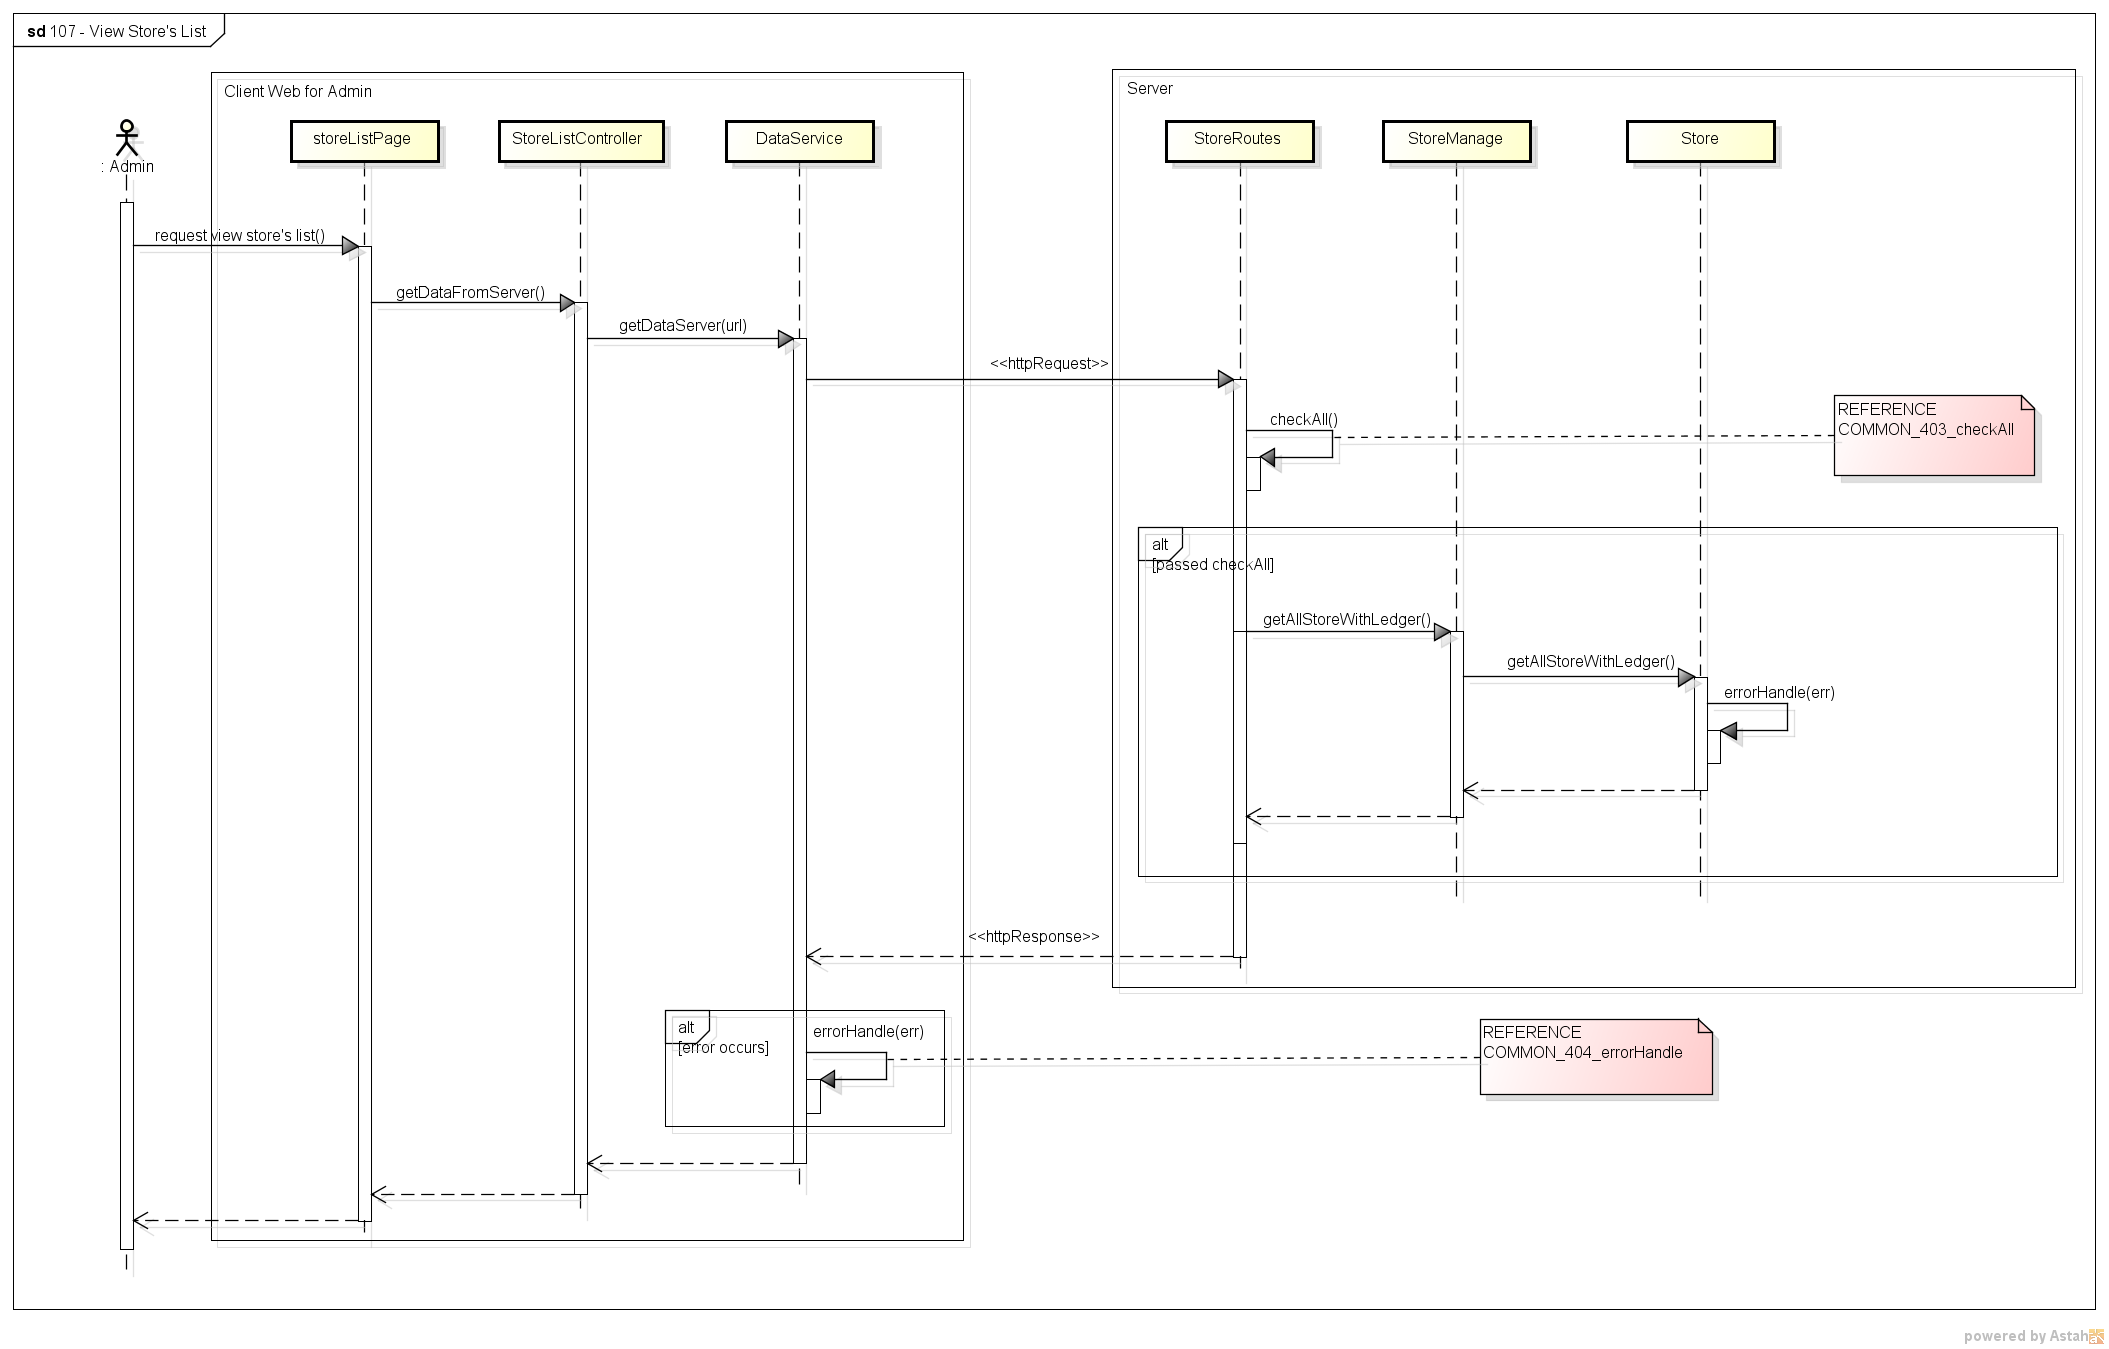 sd 107 - View Store's List
Client Web for Admin
Server
: Admin
storeListPage
StoreListController
DataService
StoreRoutes
StoreManage
Store
request view store's list()
getDataFromServer()
getDataServer(url)
<<httpRequest>>
checkAll()
REFERENCE
COMMON_403_checkAll
alt
[passed checkAll]
getAllStoreWithLedger()
getAllStoreWithLedger()
errorHandle(err)
<<httpResponse>>
alt
[error occurs]
errorHandle(err)
REFERENCE
COMMON_404_errorHandle
powered by Astah